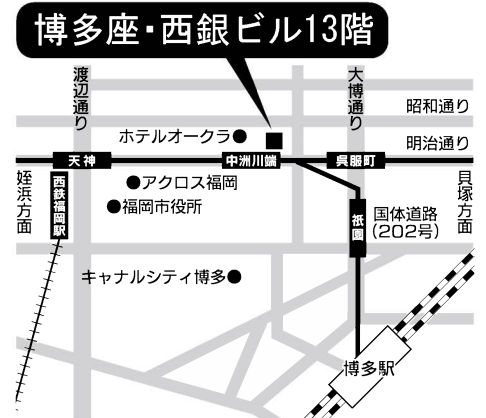 博多座・西銀ビル13階
渡辺通り
大博通り
昭和通り
ホテルオークラ
明治通り
天神
中洲川端
呉服町
姪浜方面
西鉄福岡駅
アクロス福岡
福岡市役所
祇園
国体道路
（202号）
貝塚方面
キャナルシティ博多
博多駅